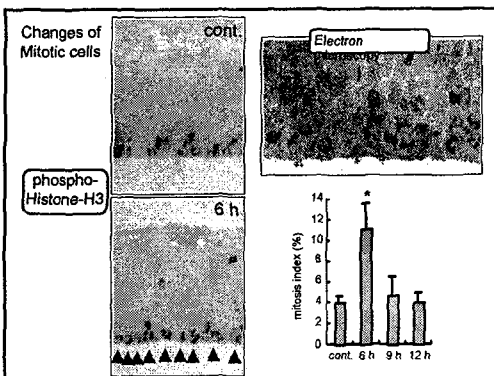 Changes of
Mitotic cells
cont.
Electron
phospho-
Histone-H3
6 h
mitosis index (%)
14
12
10
8
6
4
2
0
*
cont. 6 h 9 h 12 h